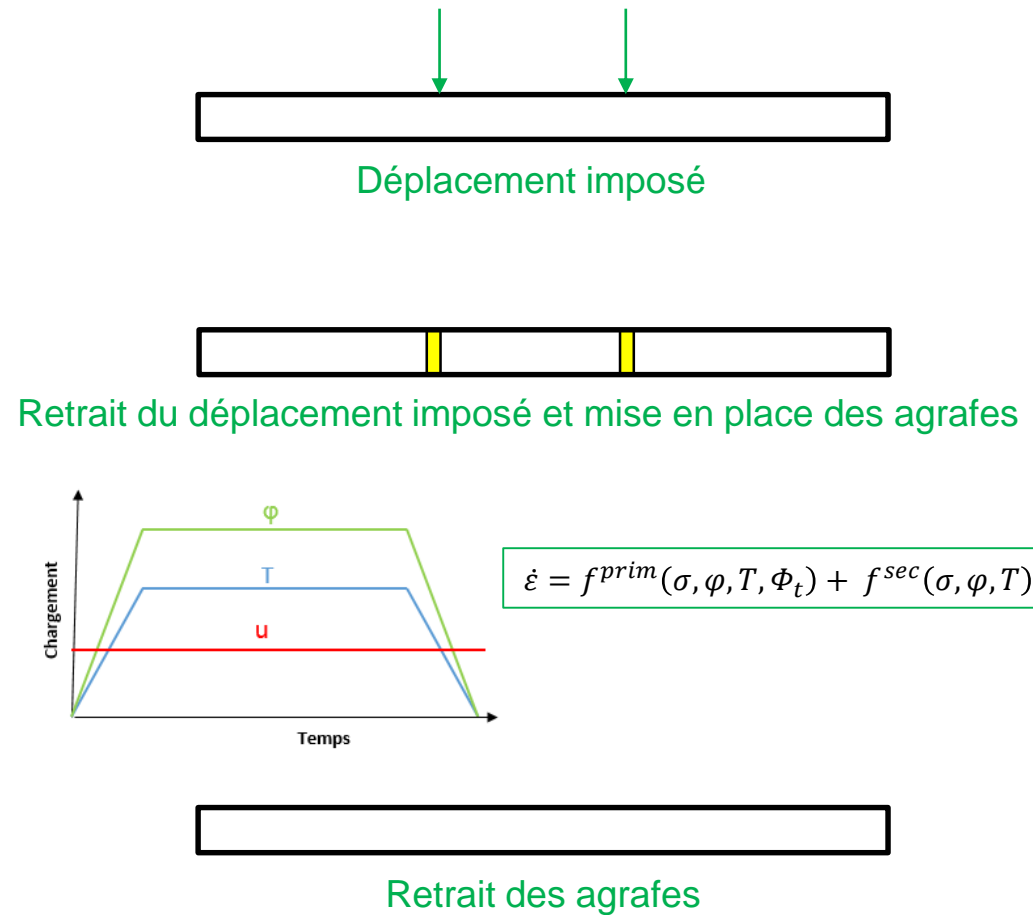 Déplacement imposé
Retrait du déplacement imposé et mise en place des agrafes
φ
T
u
Chargement
Temps
𝜀̇ = 𝑓^{𝑝𝑟𝑖𝑚}(𝜎, 𝜑, 𝑇, 𝛷_𝑡) + 𝑓^{𝑠𝑒𝑐}(𝜎, 𝜑, 𝑇)
Retrait des agrafes